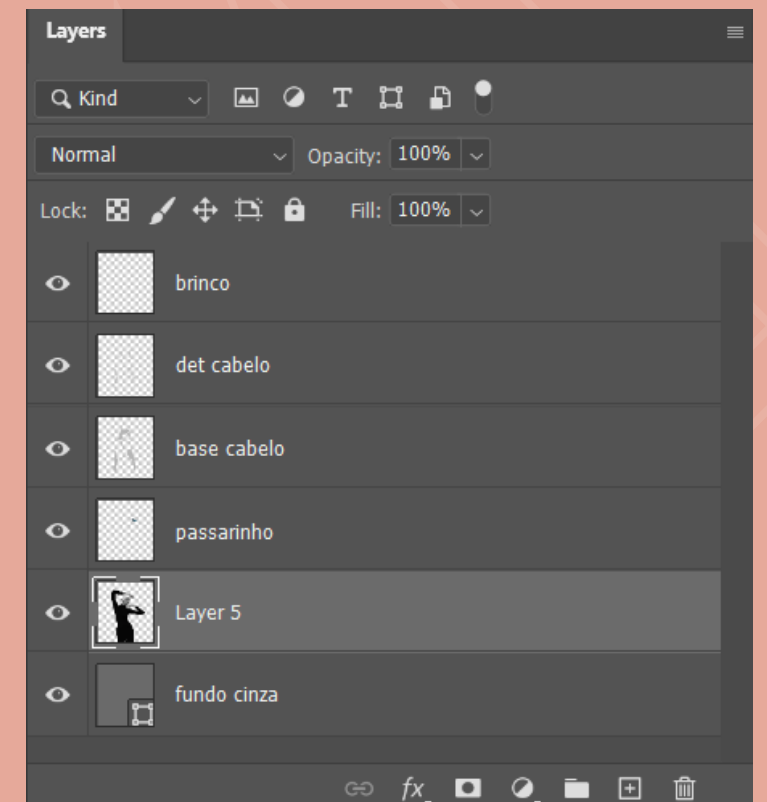 Layers
Kind
Normal Opacity: 100%
Lock: Fill: 100%
brinco
det cabelo
base cabelo
passarinho
Layer 5
fundo cinza
fx